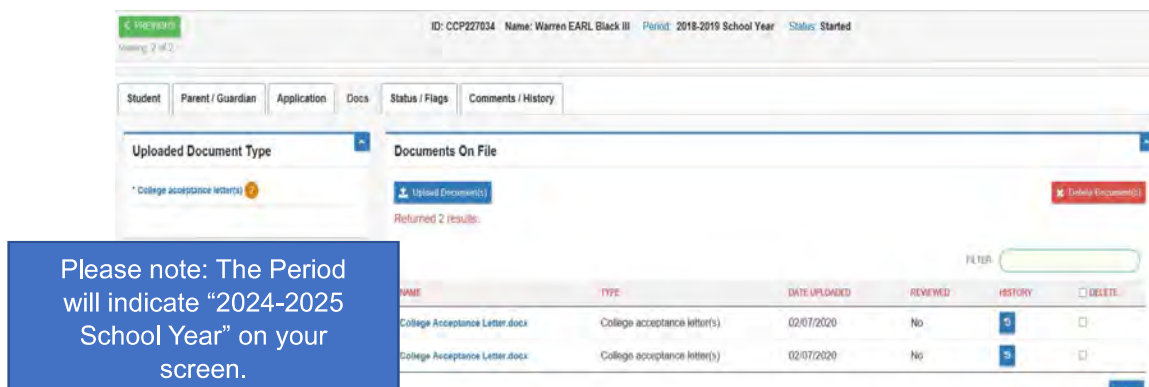 < PREVIOUS
ID: CCP227034 Name: Warren EARL Black III Period: 2018-2019 School Year Status: Started
Viewing: 2 of 2
Student Parent / Guardian Application Docs Status / Flags Comments / History
Uploaded Document Type
Documents On File
* College acceptance letter(s) ?
Upload Document(s)
Delete Document(s)
Returned 2 results.
FILTER:
Please note: The Period
will indicate “2024-2025
School Year” on your
screen.
NAME TYPE DATE UPLOADED REVIEWED HISTORY DELETE
College Acceptance Letter.docx College acceptance letter(s) 02/07/2020 No
College Acceptance Letter.docx College acceptance letter(s) 02/07/2020 No